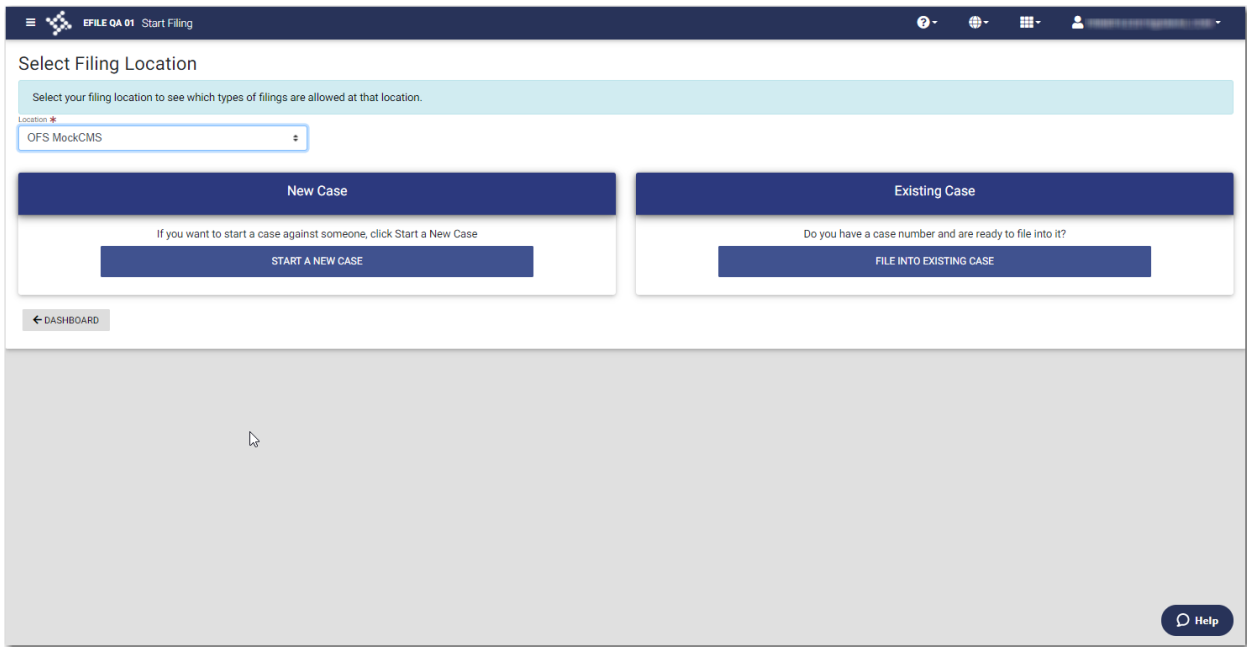 EFILE QA 01 Start Filing
Select Filing Location
Select your filing location to see which types of filings are allowed at that location.
Location *
OFS MockCMS
New Case
If you want to start a case against someone, click Start a New Case
START A NEW CASE
Existing Case
Do you have a case number and are ready to file into it?
FILE INTO EXISTING CASE
DASHBOARD
Help